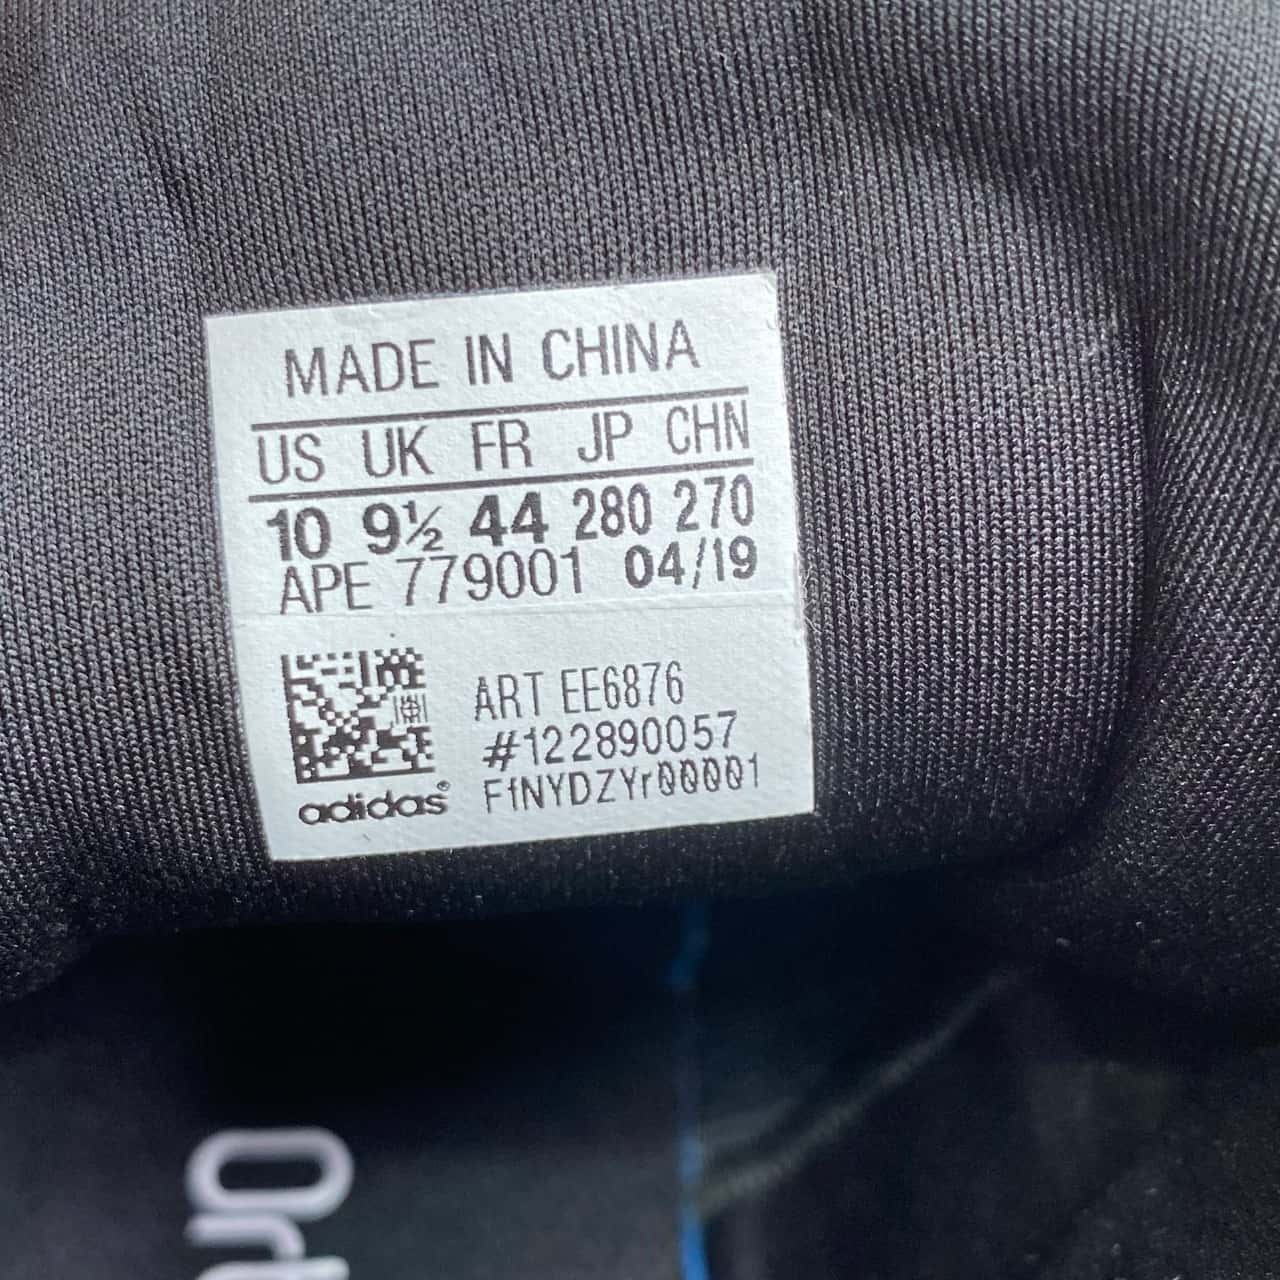 MADE IN CHINA
US UK FR JP CHN
10 9½ 44 280 270
APE 779001 04/19
ART EE6876
#122890057
FfNYDZYr00001
adidas®